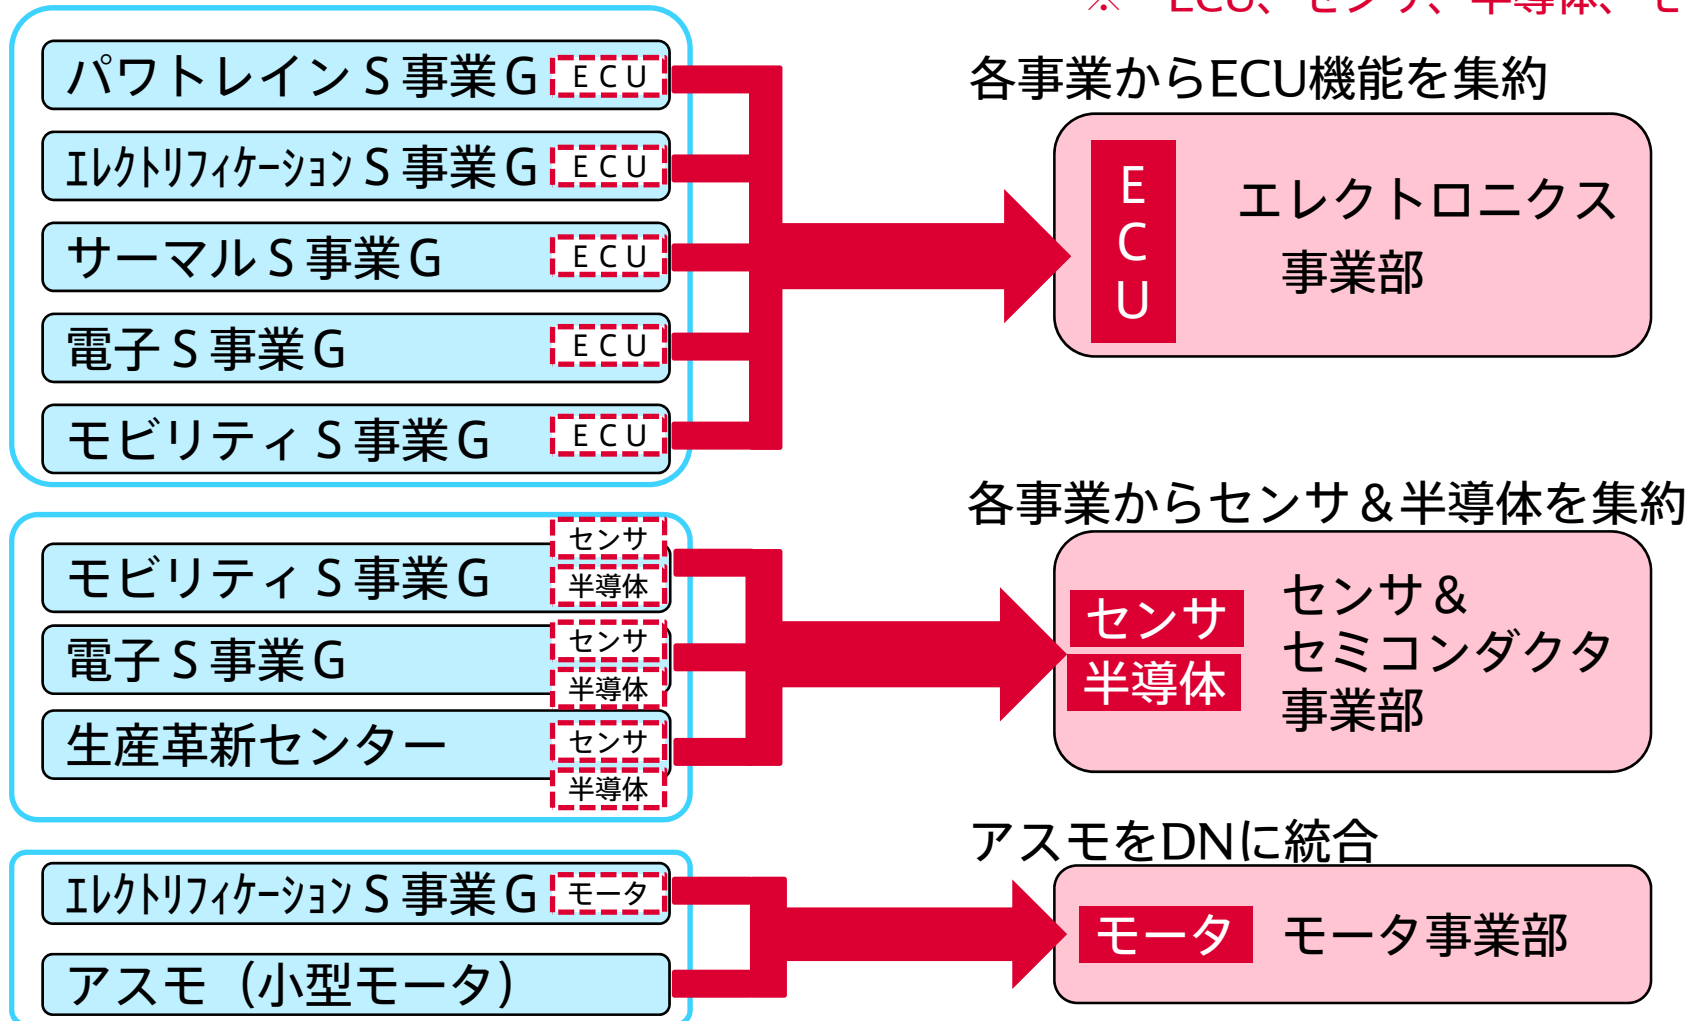 ※ ECU、センサ、半導体、モ
パワトレインS事業G ECU
各事業からECU機能を集約
エレクトリフィケーションS事業G ECU
サーマルS事業G ECU
電子S事業G ECU
モビリティS事業G ECU
ECU
エレクトロニクス
事業部
各事業からセンサ&半導体を集約
モビリティS事業G
センサ
半導体
電子S事業G
センサ
半導体
生産革新センター
センサ
半導体
センサ
半導体
センサ&
セミコンダクタ
事業部
アスモをDNに統合
エレクトリフィケーションS事業G モータ
アスモ(小型モータ)
モータ
モータ事業部